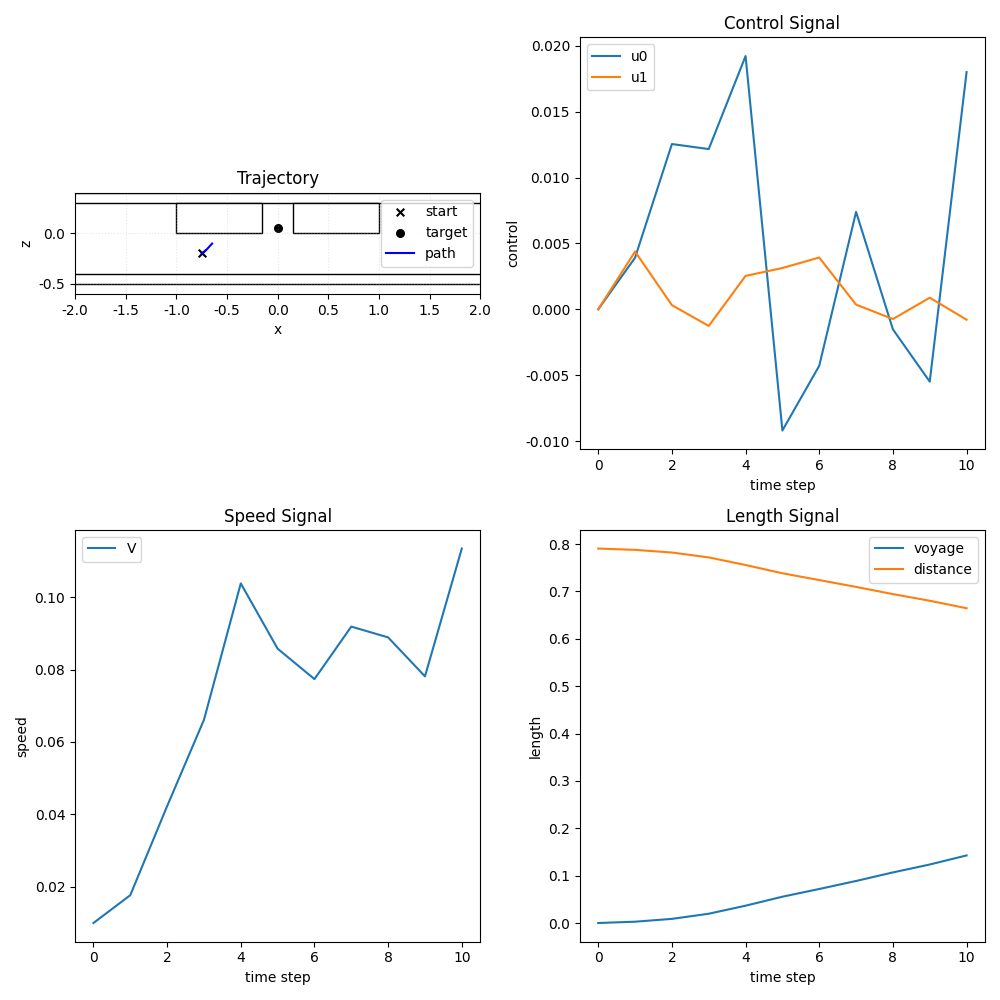 Trajectory
0.0
-0.5
z
-2.0 -1.5 -1.0 -0.5 0.0 0.5 1.0 1.5 2.0
x
start
target
path
Control Signal
0.020
0.015
0.010
0.005
0.000
-0.005
-0.010
control
0 2 4 6 8 10
time step
u0
u1
Speed Signal
0.10
0.08
0.06
0.04
0.02
speed
0 2 4 6 8 10
time step
V
Length Signal
0.8
0.7
0.6
0.5
0.4
0.3
0.2
0.1
0.0
length
0 2 4 6 8 10
time step
voyage
distance